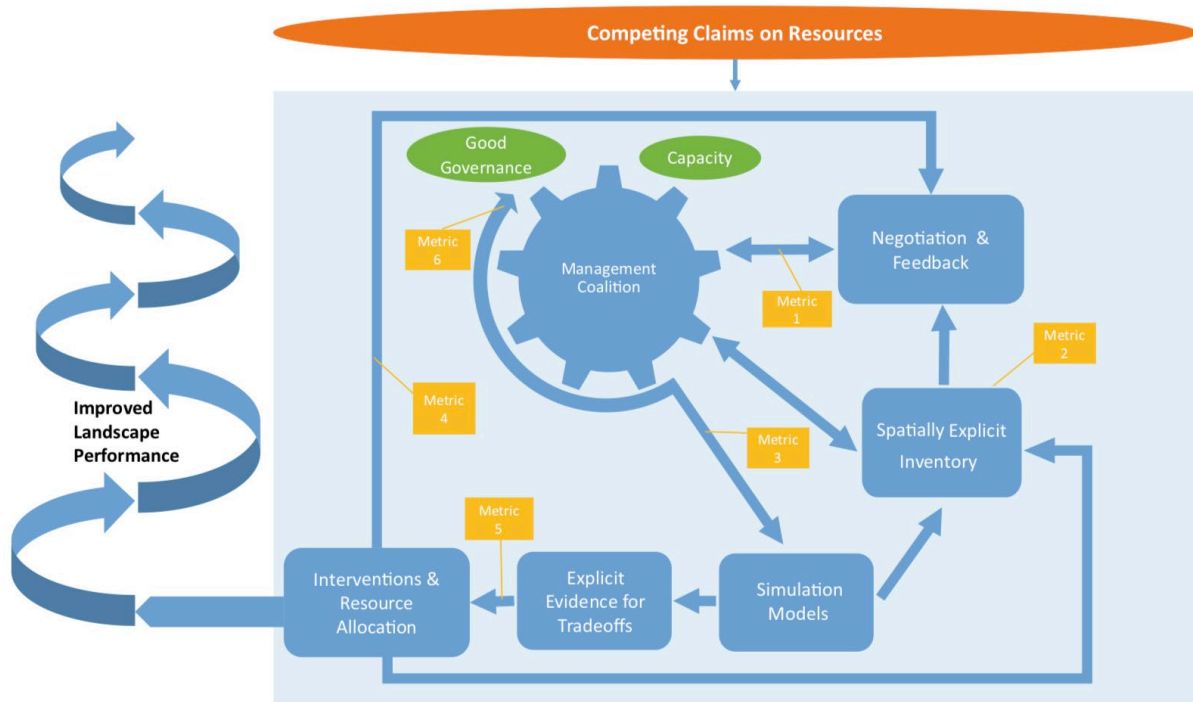 Competing Claims on Resources
Good
Governance
Capacity
Metric
6
Management
Coalition
Negotiation &
Feedback
Metric
1
Metric
2
Improved
Landscape
Performance
Metric
4
Metric
3
Spatially Explicit
Inventory
Metric
5
Interventions &
Resource
Allocation
Explicit
Evidence for
Tradeoffs
Simulation
Models